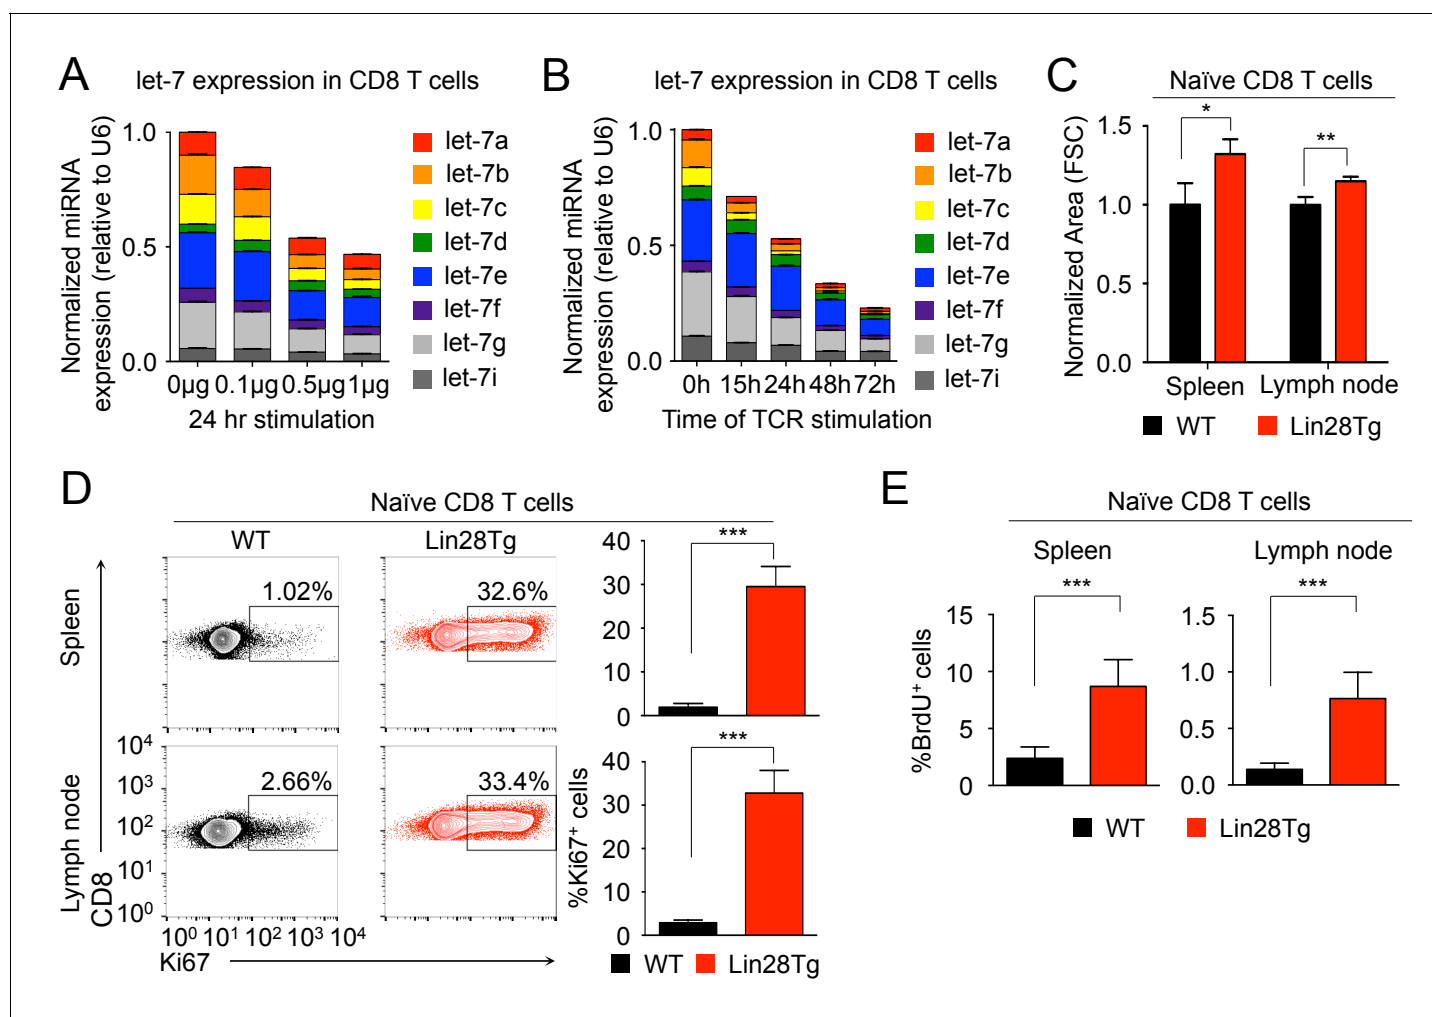 A
let-7 expression in CD8 T cells
Normalized miRNA
expression (relative to U6)
1.0
0.5
0.0
0µg 0.1µg 0.5µg 1µg
24 hr stimulation
let-7a
let-7b
let-7c
let-7d
let-7e
let-7f
let-7g
let-7i
B
let-7 expression in CD8 T cells
Normalized miRNA
expression (relative to U6)
1.0
0.5
0.0
0h 15h 24h 48h 72h
Time of TCR stimulation
let-7a
let-7b
let-7c
let-7d
let-7e
let-7f
let-7g
let-7i
C
Naïve CD8 T cells
Normalized Area (FSC)
1.5
1.0
0.5
0.0
*
**
Spleen Lymph node
WT Lin28Tg
D
Naïve CD8 T cells
WT Lin28Tg
Spleen
1.02%
32.6%
40
30
20
10
0
***
Lymph node
CD8
10⁴
10³
10²
10¹
10⁰
2.66%
33.4%
10⁰ 10¹ 10² 10³ 10⁴
Ki67
%Ki67⁺ cells
40
30
20
10
0
***
WT Lin28Tg
E
Naïve CD8 T cells
Spleen Lymph node
%BrdU⁺ cells
15
10
5
0
***
1.5
1.0
0.5
0.0
***
WT Lin28Tg